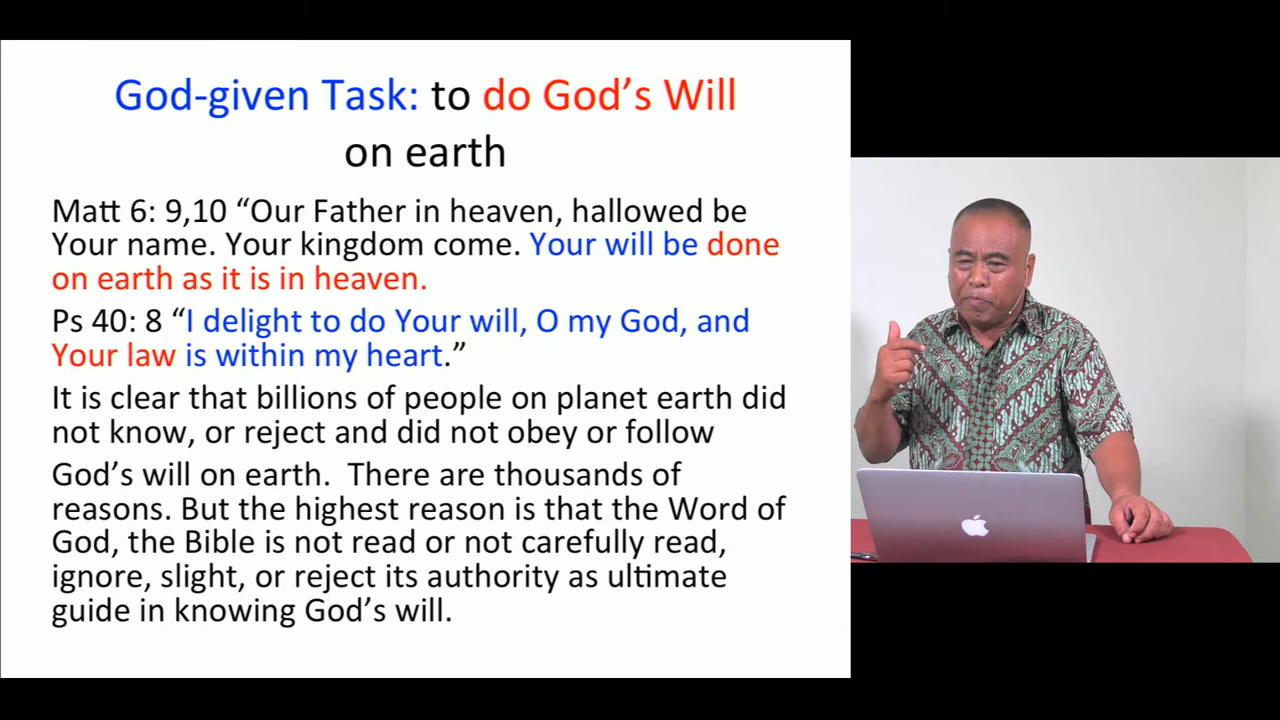 God-given Task: to do God’s Will
on earth
Matt 6: 9,10 “Our Father in heaven, hallowed be
Your name. Your kingdom come. Your will be done
on earth as it is in heaven.
Ps 40: 8 “I delight to do Your will, O my God, and
Your law is within my heart.”
It is clear that billions of people on planet earth did
not know, or reject and did not obey or follow
God’s will on earth.  There are thousands of
reasons. But the highest reason is that the Word of
God, the Bible is not read or not carefully read,
ignore, slight, or reject its authority as ultimate
guide in knowing God’s will.